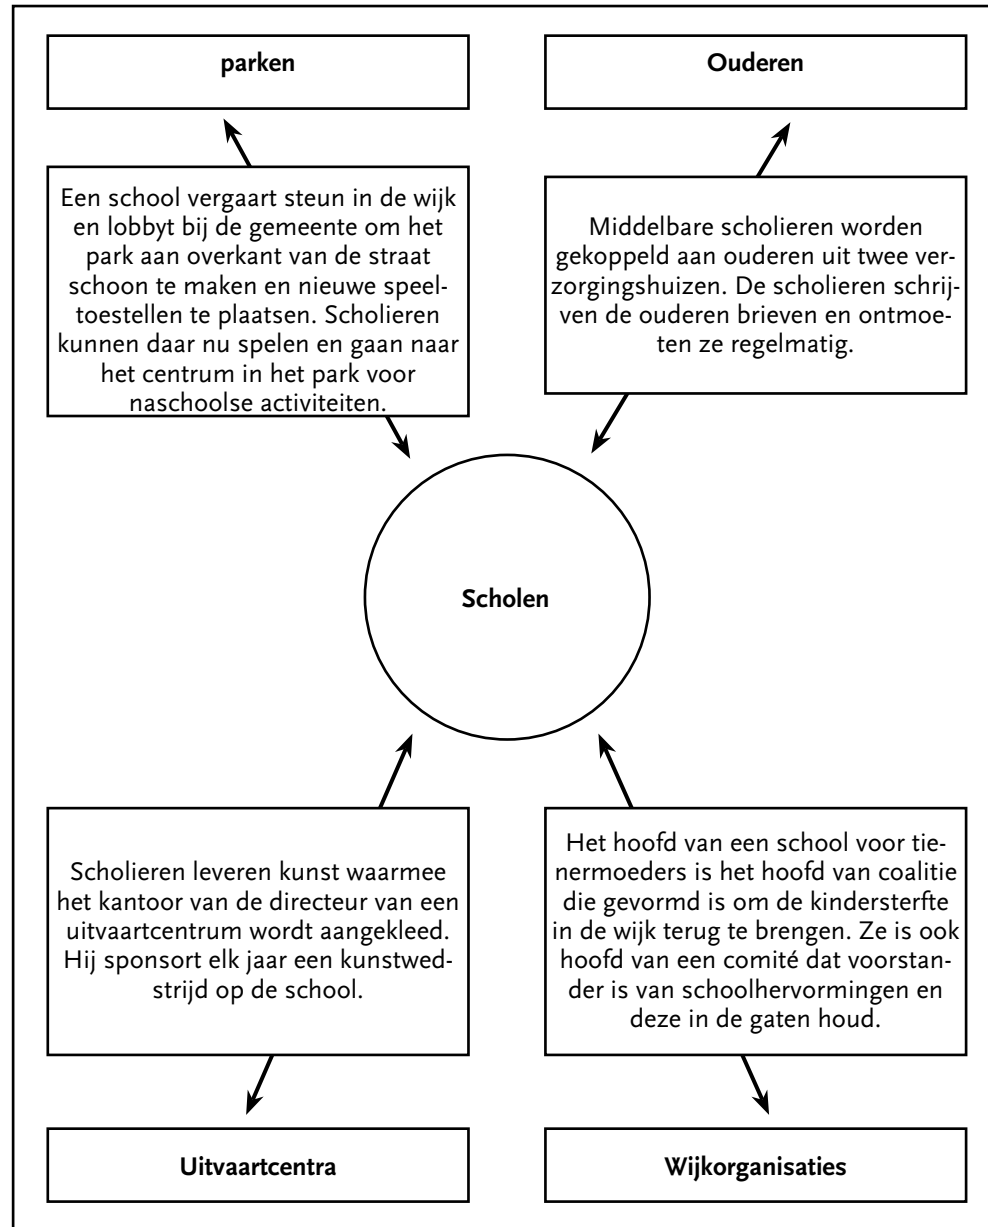 parken
Ouderen
Een school vergaart steun in de wijk
en lobbyt bij de gemeente om het
park aan overkant van de straat
schoon te maken en nieuwe speel-
toestellen te plaatsen. Scholieren
kunnen daar nu spelen en gaan naar
het centrum in het park voor
naschoolse activiteiten.
Middelbare scholieren worden
gekoppeld aan ouderen uit twee ver-
zorgingshuizen. De scholieren schrij-
ven de ouderen brieven en ontmoe-
ten ze regelmatig.
Scholen
Scholieren leveren kunst waarmee
het kantoor van de directeur van een
uitvaartcentrum wordt aangekleed.
Hij sponsort elk jaar een kunstwed-
strijd op de school.
Het hoofd van een school voor tie-
nermoeders is het hoofd van coalitie
die gevormd is om de kindersterfte
in de wijk terug te brengen. Ze is ook
hoofd van een comité dat voorstan-
der is van schoolhervormingen en
deze in de gaten houd.
Uitvaartcentra
Wijkorganisaties